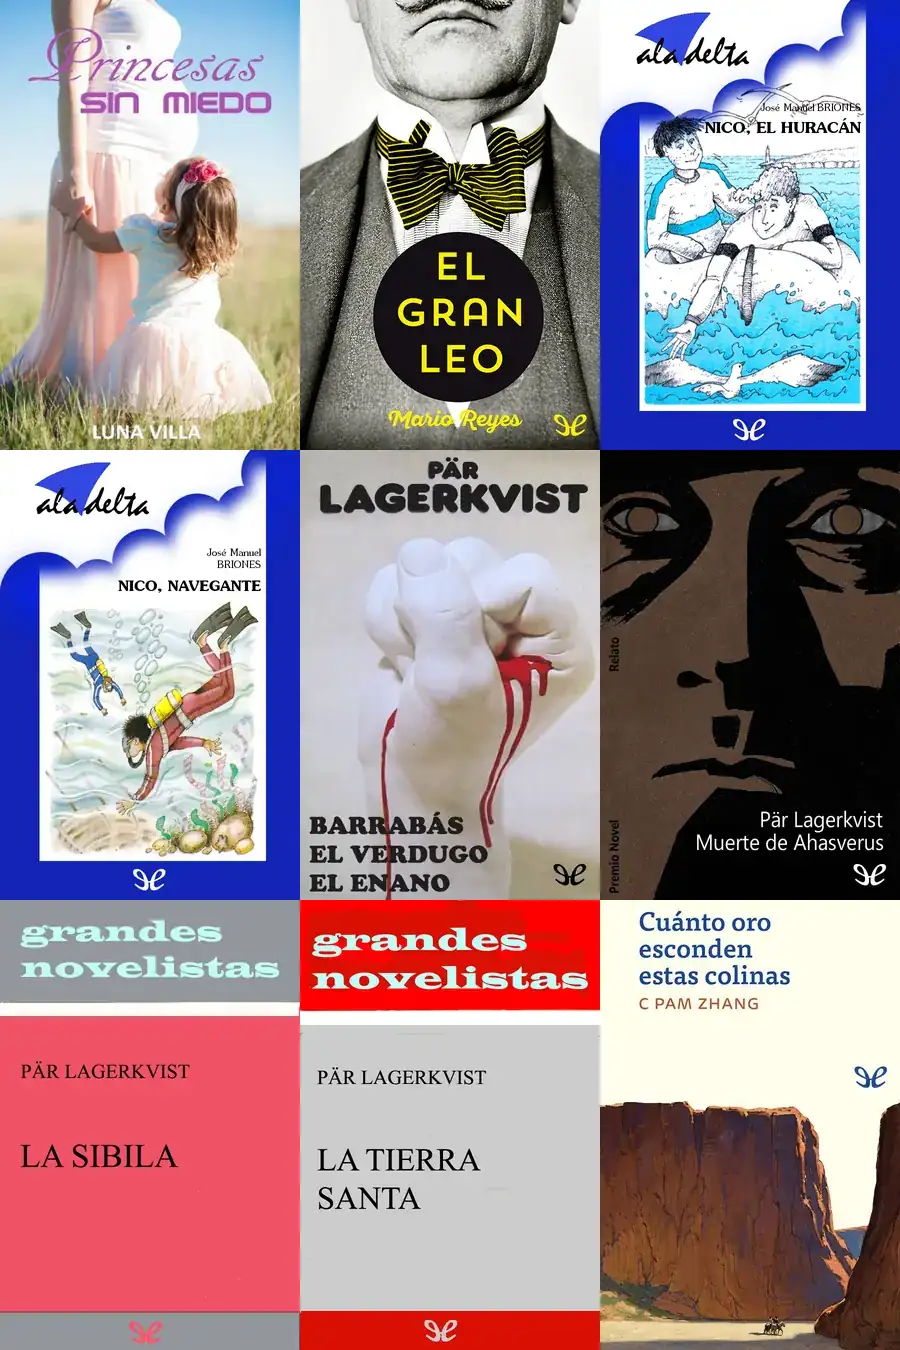 Princesas
SIN MIEDO
LUNA VILLA
EL
GRAN
LEO
Mario Reyes
ala delta
José Manuel BRIONES
NICO, EL HURACÁN
ala delta
José Manuel
BRIONES
NICO, NAVEGANTE
PÄR
LAGERKVIST
BARRABÁS
EL VERDUGO
EL ENANO
Relato
Premio Novel
Pär Lagerkvist
Muerte de Ahasverus
grandes
novelistas
PÄR LAGERKVIST
LA SIBILA
grandes
novelistas
PÄR LAGERKVIST
LA TIERRA
SANTA
Cuánto oro
esconden
estas colinas
C PAM ZHANG